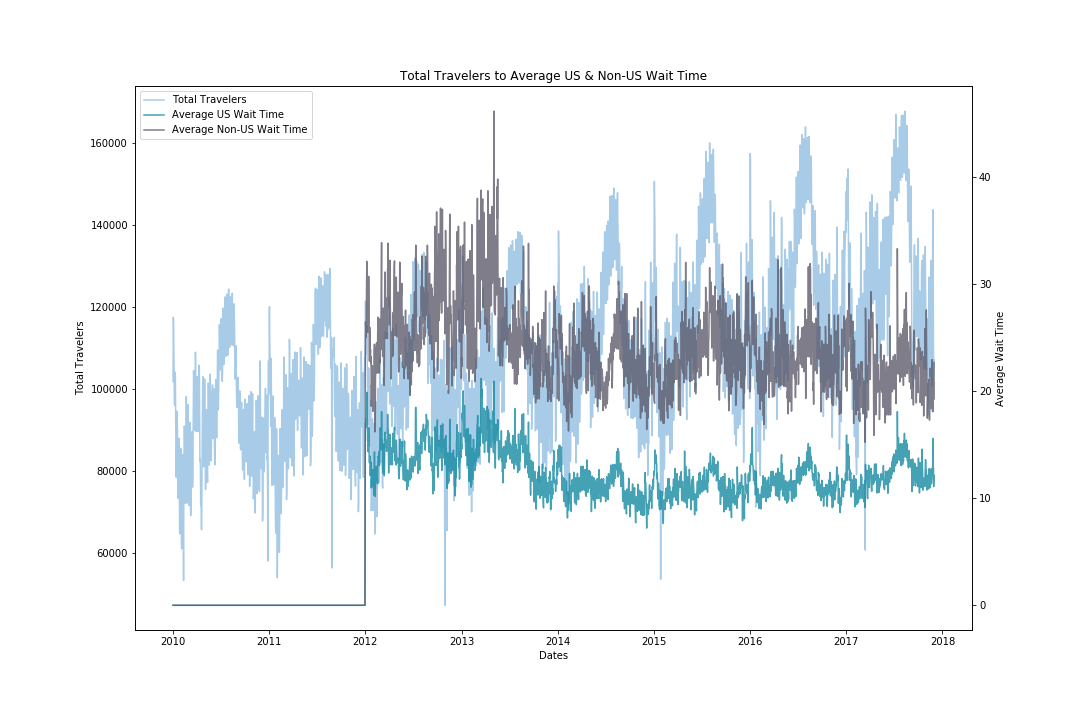 Total Travelers to Average US & Non-US Wait Time
Total Travelers
Average US Wait Time
Average Non-US Wait Time
160000
140000
120000
100000
80000
60000
Total Travelers
40
30
20
10
0
Average Wait Time
2010 2011 2012 2013 2014 2015 2016 2017 2018
Dates